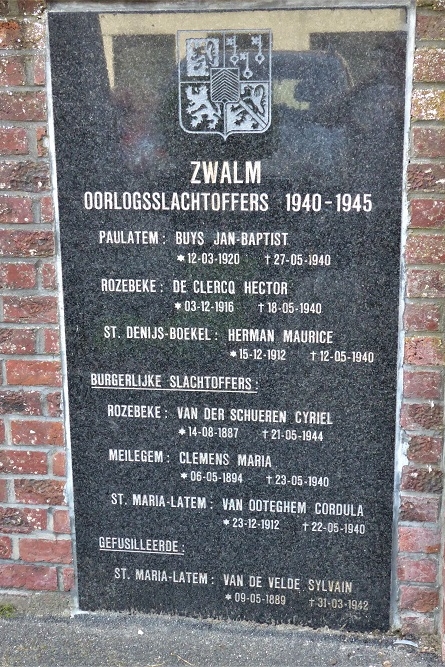 ZWALM
OORLOGSSLACHTOFFERS 1940-1945
PAULATEM : BUYS JAN-BAPTIST
* 12-03-1920 † 27-05-1940
ROZEBEKE : DE CLERCQ HECTOR
* 03-12-1916 † 18-05-1940
ST. DENIJS-BOEKEL : HERMAN MAURICE
* 15-12-1912 † 12-05-1940
BURGERLIJKE SLACHTOFFERS :
ROZEBEKE : VAN DER SCHUEREN CYRIEL
* 14-08-1887 † 21-05-1944
MEILEGEM : CLEMENS MARIA
* 06-05-1894 † 23-05-1940
ST. MARIA-LATEM : VAN OOTEGHEM CORDULA
* 23-12-1912 † 22-05-1940
GEFUSILLEERDE :
ST. MARIA-LATEM : VAN DE VELDE SYLVAIN
* 09-05-1889 † 31-03-1942